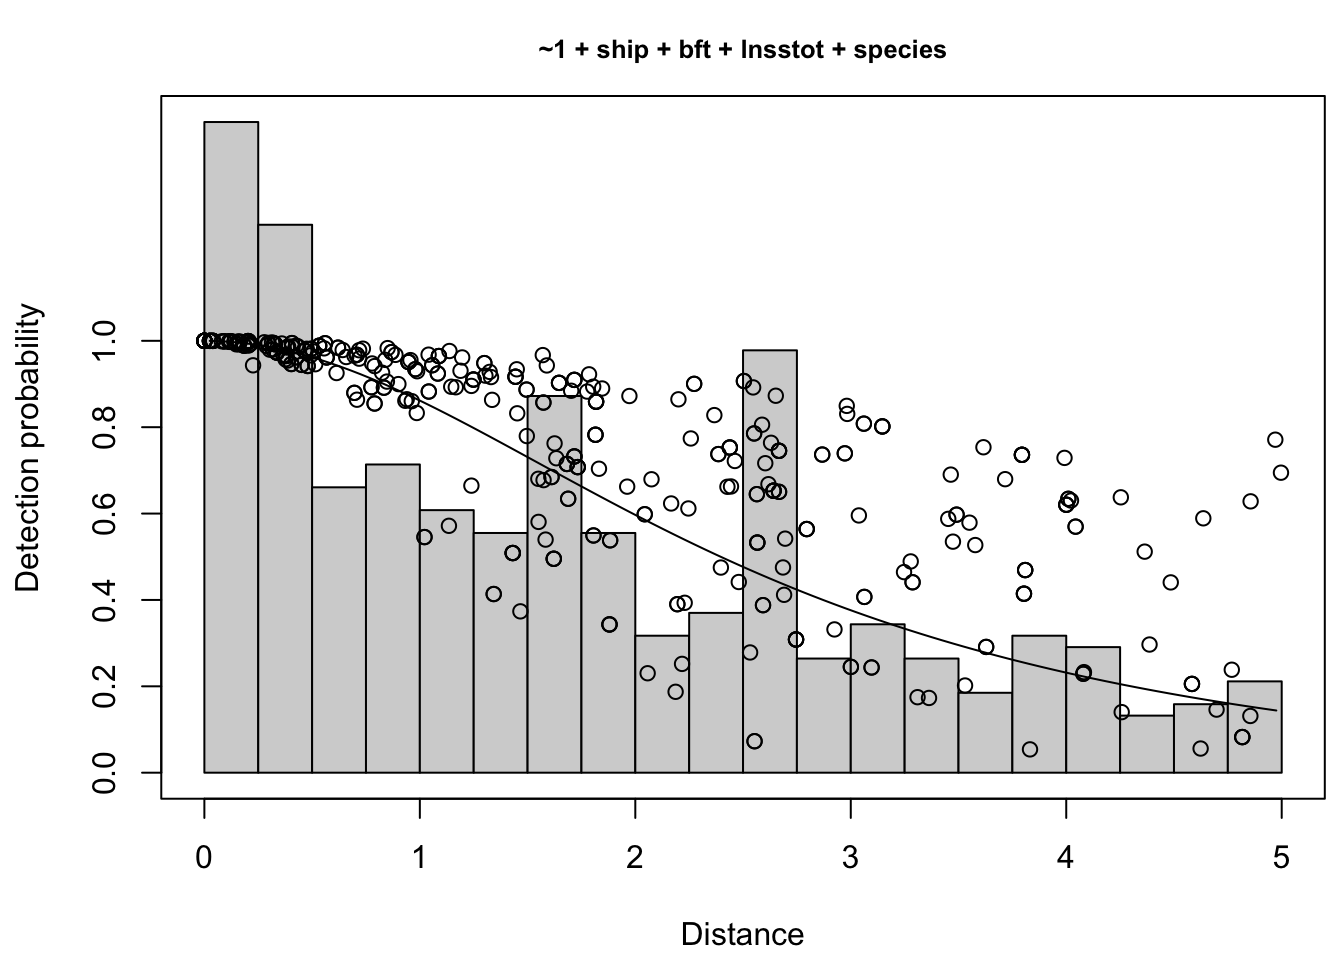 ~1 + ship + bft + lnsstot + species
Detection probability
1.0
0.8
0.6
0.4
0.2
0.0
0 1 2 3 4 5
Distance